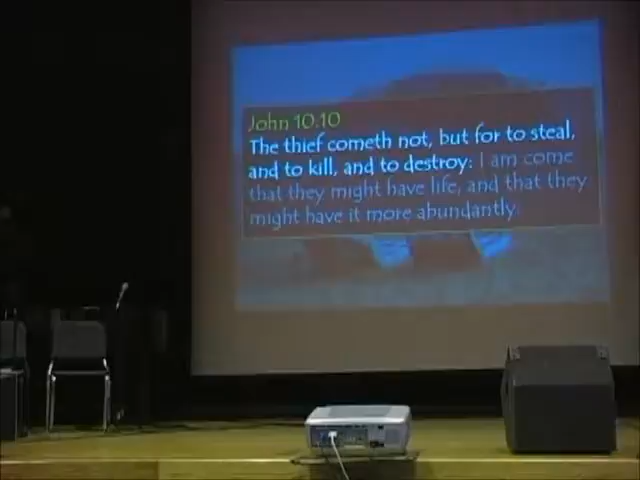 John 10:10
The thief cometh not, but for to steal,
and to kill, and to destroy: I am come
that they might have life, and that they
might have it more abundantly.